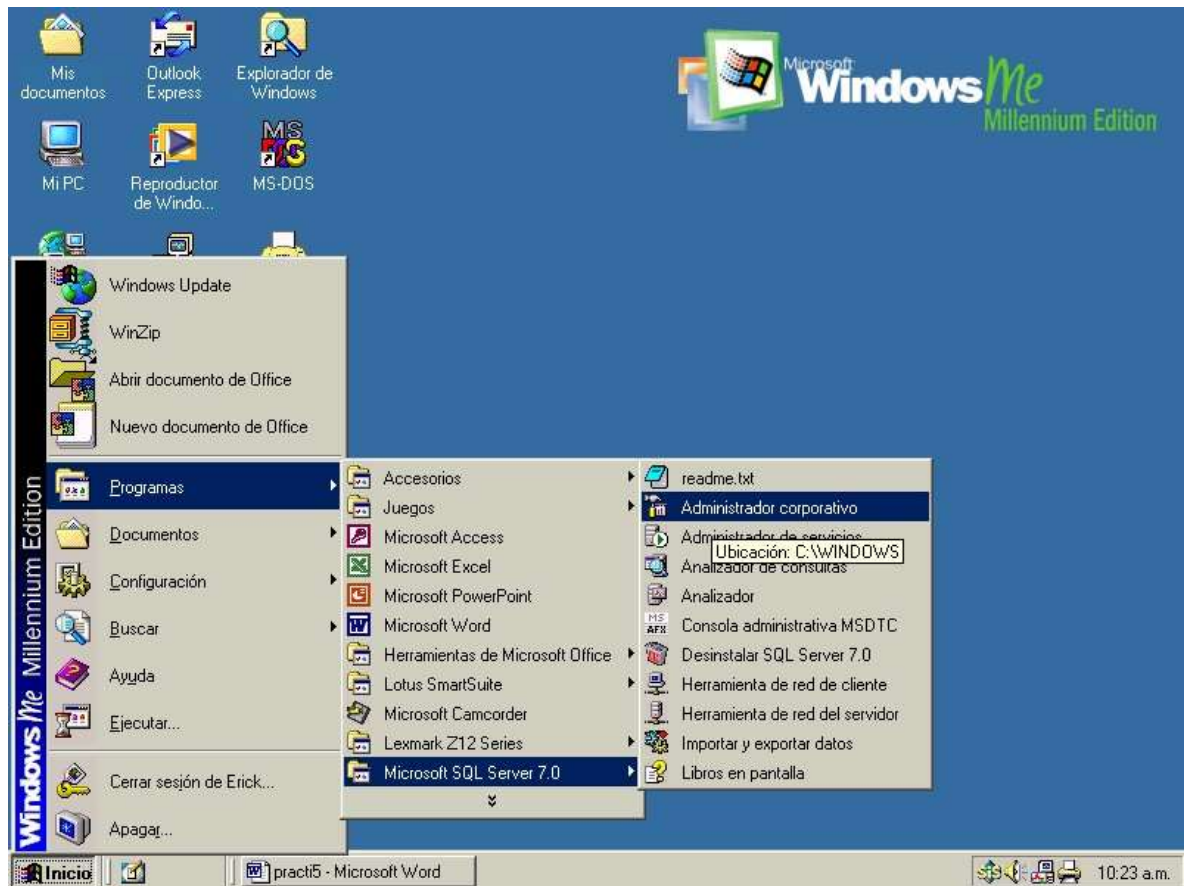 Mis documentos
Outlook Express
Explorador de Windows
Mi PC
Reproductor de Windo...
MS-DOS
Microsoft
Windows Me
Millennium Edition
Windows Update
WinZip
Abrir documento de Office
Nuevo documento de Office
Programas
Documentos
Configuración
Buscar
Ayuda
Ejecutar...
Cerrar sesión de Erick...
Apagar...
Windows Me Millennium Edition
Accesorios
Juegos
Microsoft Access
Microsoft Excel
Microsoft PowerPoint
Microsoft Word
Herramientas de Microsoft Office
Lotus SmartSuite
Microsoft Camcorder
Lexmark Z12 Series
Microsoft SQL Server 7.0
readme.txt
Administrador corporativo
Administrador de servicios
Ubicación: C:\WINDOWS
Analizador de consultas
Analizador
Consola administrativa MSDTC
Desinstalar SQL Server 7.0
Herramienta de red de cliente
Herramienta de red del servidor
Importar y exportar datos
Libros en pantalla
Inicio
practi5 - Microsoft Word
10:23 a.m.